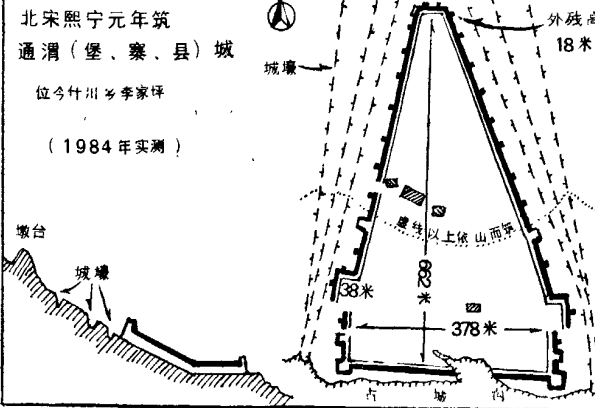 北宋熙宁元年筑
通渭（堡、寨、县）城
位今什川乡李家坪
（1984年实测）
墩台
城壕
城壕
外残高
18米
虚线以上依山而筑
662米
38米
378米
古城沟